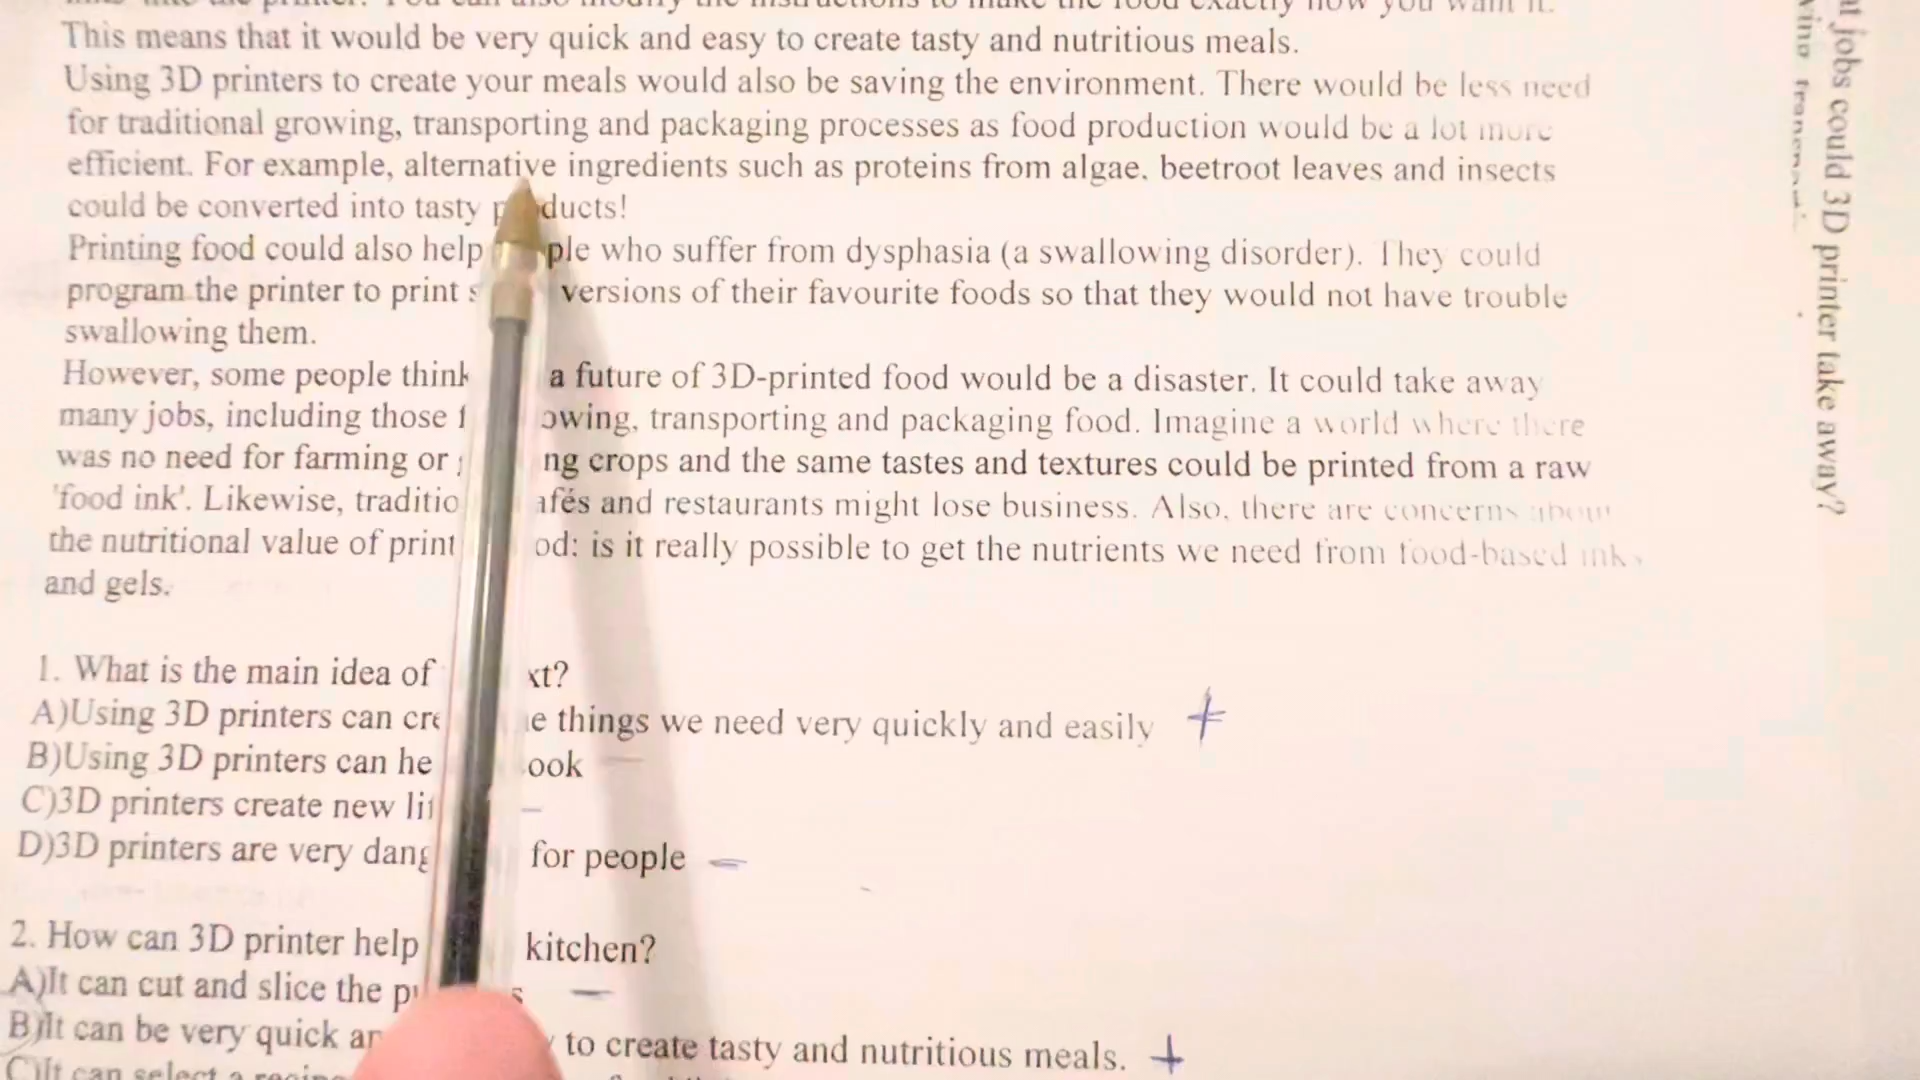 This means that it would be very quick and easy to create tasty and nutritious meals.
Using 3D printers to create your meals would also be saving the environment. There would be less need
for traditional growing, transporting and packaging processes as food production would be a lot more
efficient. For example, alternative ingredients such as proteins from algae, beetroot leaves and insects
could be converted into tasty p ducts!
Printing food could also help ple who suffer from dysphasia (a swallowing disorder). They could
program the printer to print versions of their favourite foods so that they would not have trouble
swallowing them.
However, some people think a future of 3D-printed food would be a disaster. It could take away
many jobs, including those owing, transporting and packaging food. Imagine a world where there
was no need for farming or ng crops and the same tastes and textures could be printed from a raw
'food ink'. Likewise, traditio afés and restaurants might lose business. Also, there are concerns about
the nutritional value of print od: is it really possible to get the nutrients we need from food-based inks
and gels.
1. What is the main idea of xt?
A)Using 3D printers can cre e things we need very quickly and easily +
B)Using 3D printers can he ook —
C)3D printers create new li —
D)3D printers are very dang for people —
2. How can 3D printer help kitchen?
A)It can cut and slice the p s —
B)It can be very quick an to create tasty and nutritious meals. +
C)It can select a recipe
jobs could 3D printer take away?